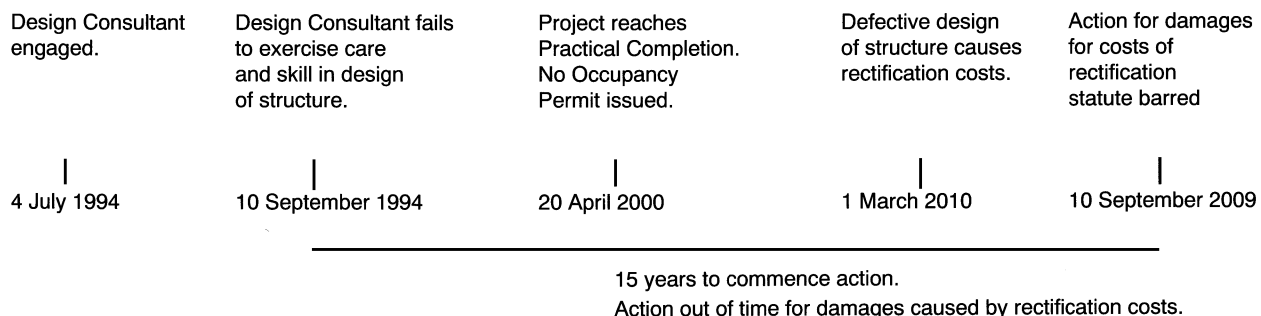 Design Consultant
engaged.
Design Consultant fails
to exercise care
and skill in design
of structure.
Project reaches
Practical Completion.
No Occupancy
Permit issued.
Defective design
of structure causes
rectification costs.
Action for damages
for costs of
rectification
statute barred
4 July 1994
10 September 1994
20 April 2000
1 March 2010
10 September 2009
15 years to commence action.
Action out of time for damages caused by rectification costs.